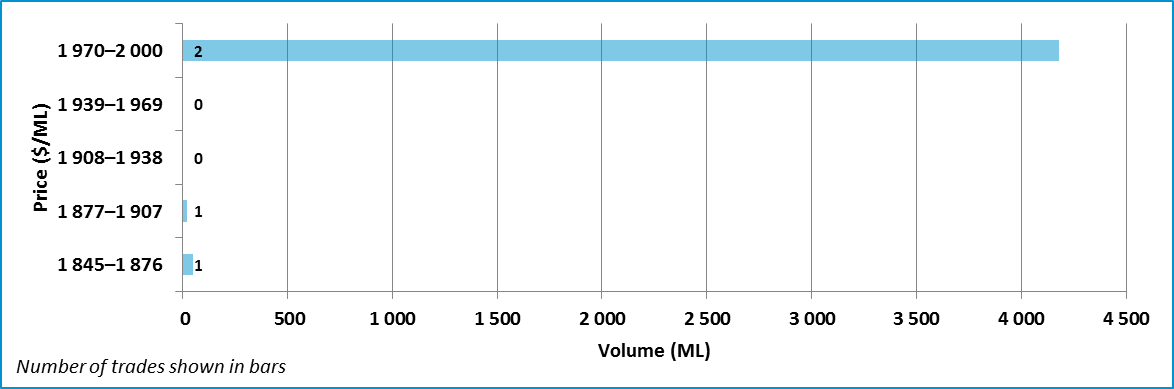 Price ($/ML)
1 970–2 000
2
1 939–1 969
0
1 908–1 938
0
1 877–1 907
1
1 845–1 876
1
0 500 1 000 1 500 2 000 2 500 3 000 3 500 4 000 4 500
Volume (ML)
Number of trades shown in bars